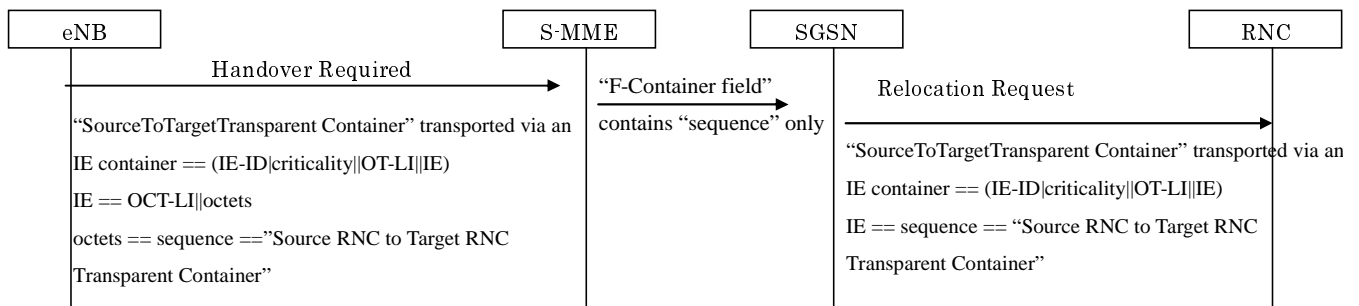 eNB
S-MME
SGSN
RNC
Handover Required
“F-Container field”
contains “sequence” only
Relocation Request
“SourceToTargetTransparent Container” transported via an
IE container == (IE-ID|criticality||OT-LI||IE)
IE == OCT-LI||octets
octets == sequence ==”Source RNC to Target RNC
Transparent Container”
“SourceToTargetTransparent Container” transported via an
IE container == (IE-ID|criticality||OT-LI||IE)
IE == sequence == “Source RNC to Target RNC
Transparent Container”